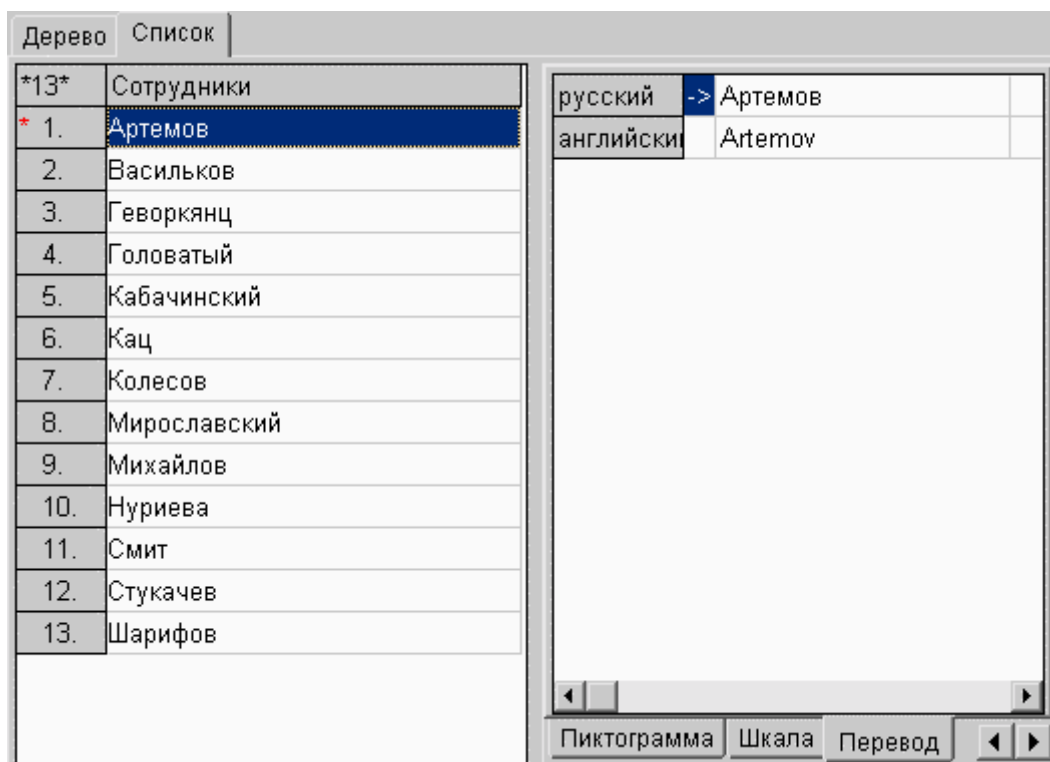 Дерево Список
*13* Сотрудники
* 1. Артемов
2. Васильков
3. Геворкянц
4. Головатый
5. Кабачинский
6. Кац
7. Колесов
8. Мирославский
9. Михайлов
10. Нуриева
11. Смит
12. Стукачев
13. Шарифов
русский -> Артемов
английски Artemov
Пиктограмма Шкала Перевод